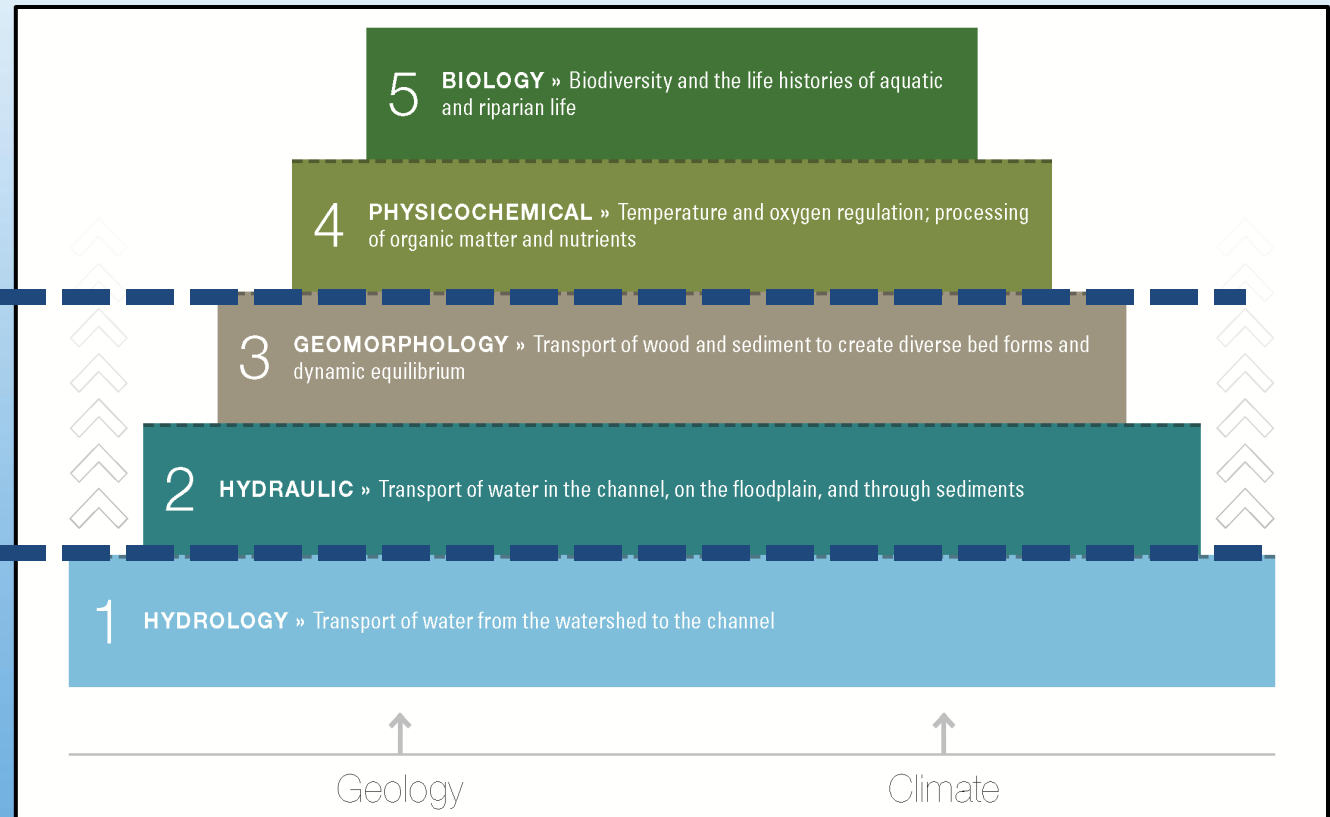 5 BIOLOGY » Biodiversity and the life histories of aquatic
and riparian life
4 PHYSICOCHEMICAL » Temperature and oxygen regulation; processing
of organic matter and nutrients
3 GEOMORPHOLOGY » Transport of wood and sediment to create diverse bed forms and
dynamic equilibrium
2 HYDRAULIC » Transport of water in the channel, on the floodplain, and through sediments
1 HYDROLOGY » Transport of water from the watershed to the channel
Geology Climate